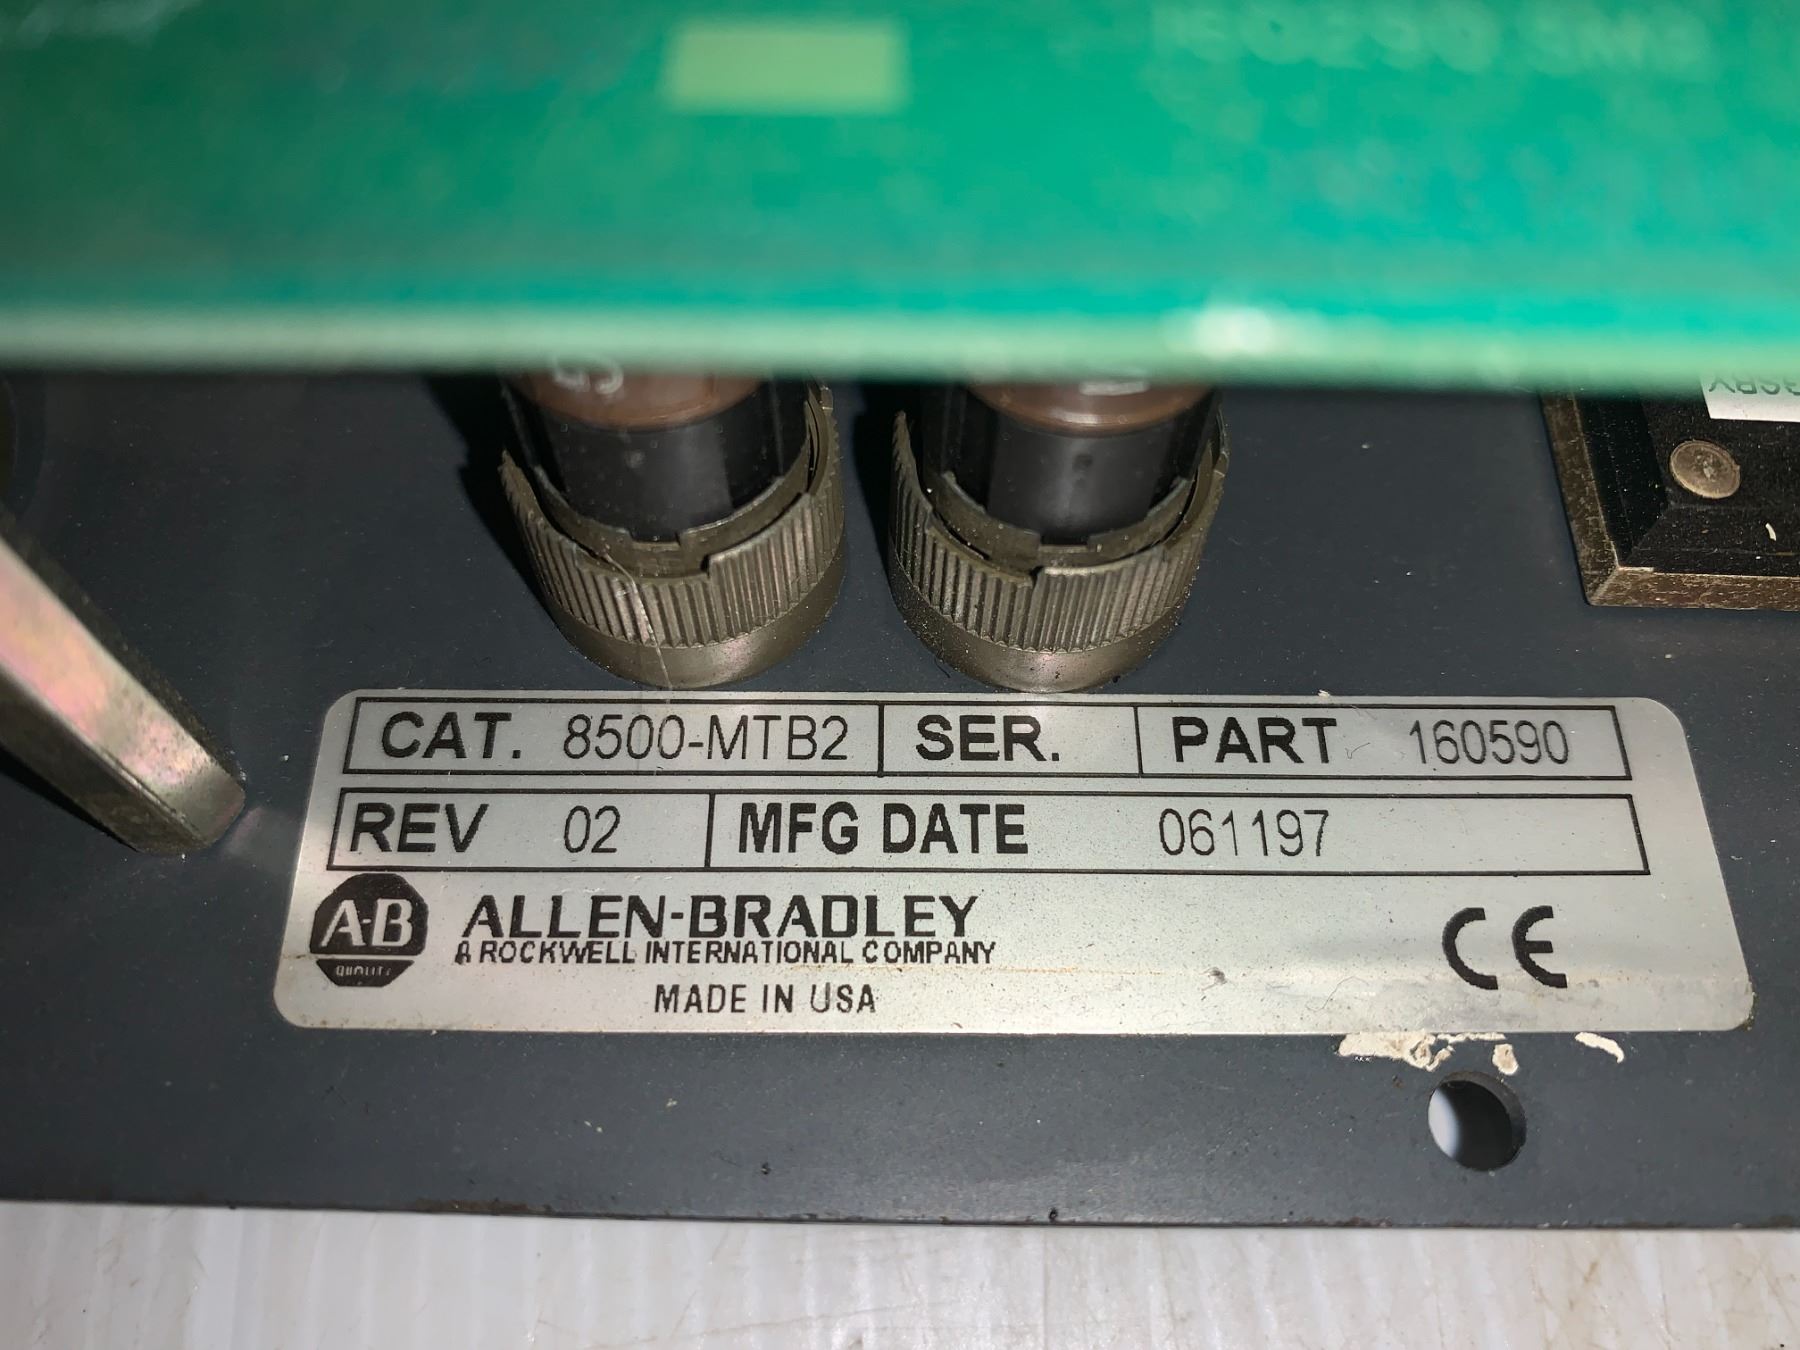 CAT. 8500-MTB2 SER. PART 160590
REV 02 MFG DATE 061197
A-B
QUALITY
ALLEN-BRADLEY
A ROCKWELL INTERNATIONAL COMPANY
MADE IN USA
CE